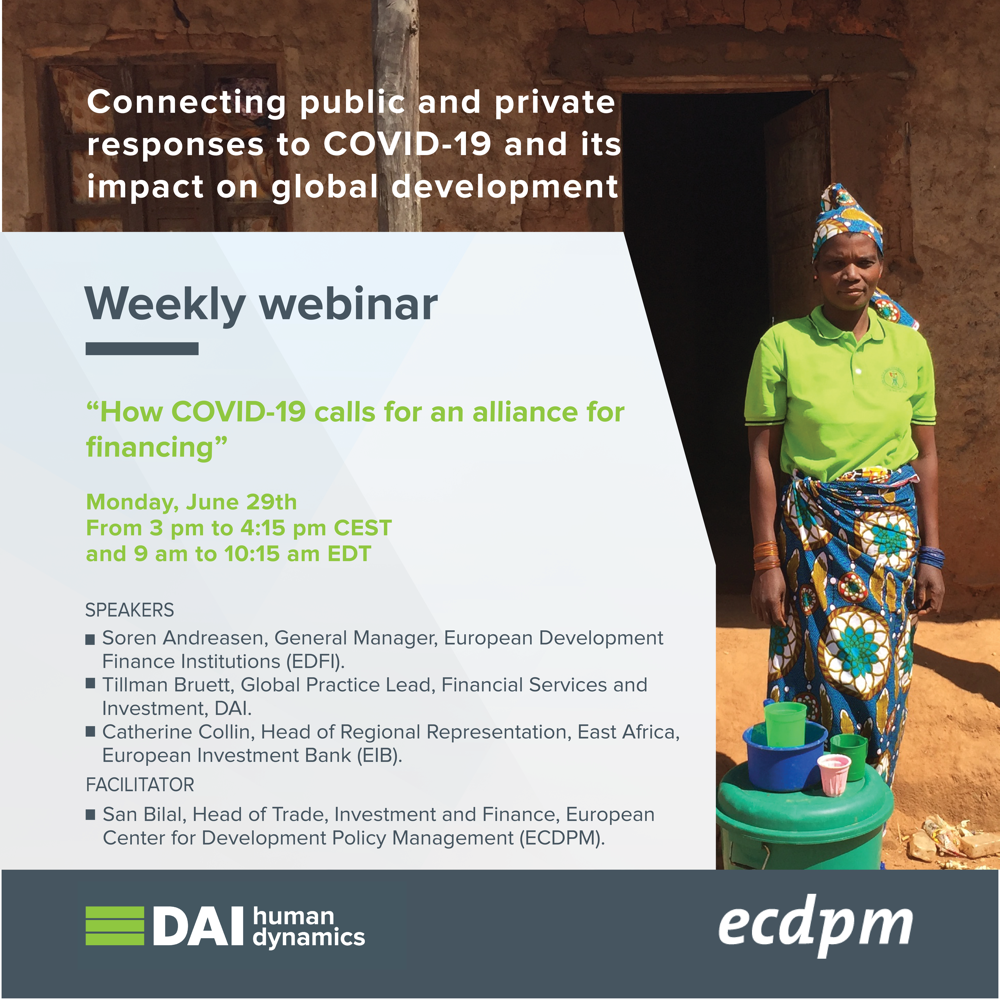 Connecting public and private
responses to COVID-19 and its
impact on global development
Weekly webinar
“How COVID-19 calls for an alliance for
financing”
Monday, June 29th
From 3 pm to 4:15 pm CEST
and 9 am to 10:15 am EDT
SPEAKERS
■ Soren Andreasen, General Manager, European Development
Finance Institutions (EDFI).
■ Tillman Bruett, Global Practice Lead, Financial Services and
Investment, DAI.
■ Catherine Collin, Head of Regional Representation, East Africa,
European Investment Bank (EIB).
FACILITATOR
■ San Bilal, Head of Trade, Investment and Finance, European
Center for Development Policy Management (ECDPM).
DAI human
dynamics
ecdpm